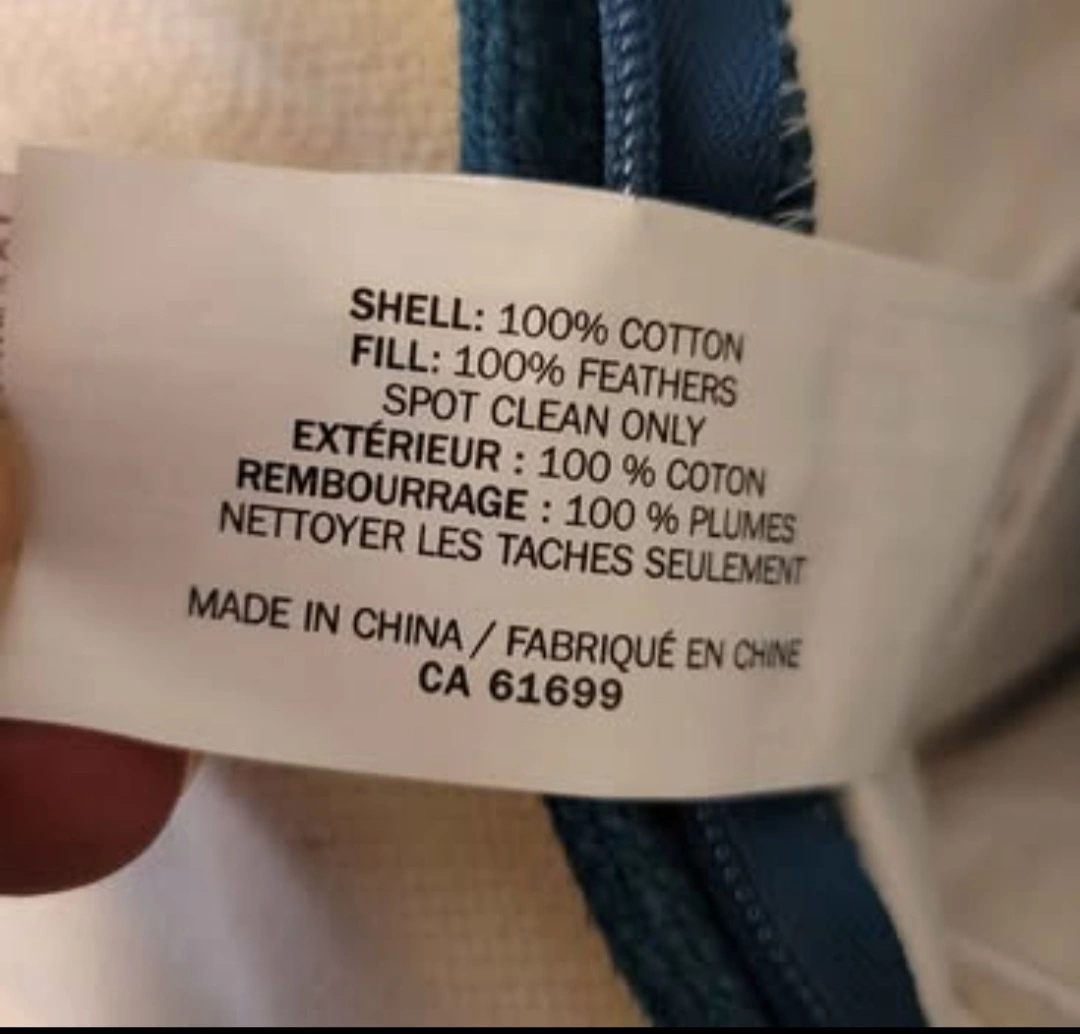 SHELL: 100% COTTON
FILL: 100% FEATHERS
SPOT CLEAN ONLY
EXTÉRIEUR : 100 % COTON
REMBOURRAGE : 100 % PLUMES
NETTOYER LES TACHES SEULEMENT
MADE IN CHINA / FABRIQUÉ EN CHINE
CA 61699